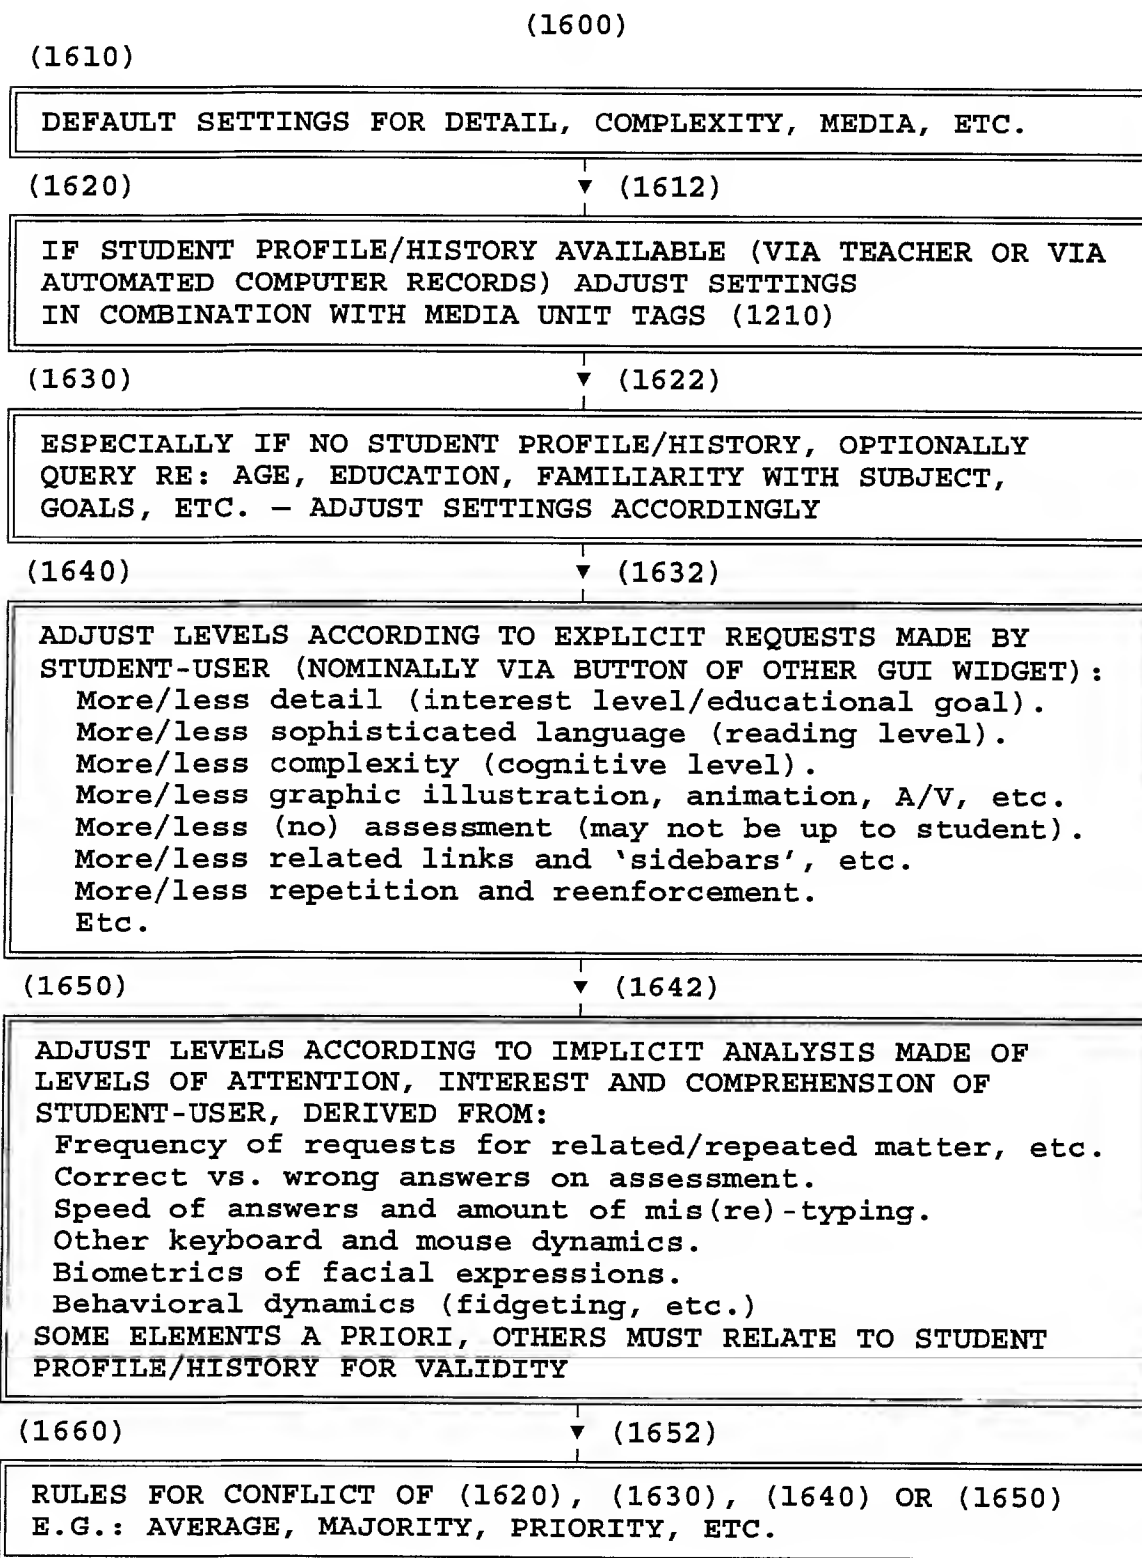 (1600)
(1610)
DEFAULT SETTINGS FOR DETAIL, COMPLEXITY, MEDIA, ETC.
(1620) ▼ (1612)
IF STUDENT PROFILE/HISTORY AVAILABLE (VIA TEACHER OR VIA
AUTOMATED COMPUTER RECORDS) ADJUST SETTINGS
IN COMBINATION WITH MEDIA UNIT TAGS (1210)
(1630) ▼ (1622)
ESPECIALLY IF NO STUDENT PROFILE/HISTORY, OPTIONALLY
QUERY RE: AGE, EDUCATION, FAMILIARITY WITH SUBJECT,
GOALS, ETC. — ADJUST SETTINGS ACCORDINGLY
(1640) ▼ (1632)
ADJUST LEVELS ACCORDING TO EXPLICIT REQUESTS MADE BY
STUDENT-USER (NOMINALLY VIA BUTTON OF OTHER GUI WIDGET):
More/less detail (interest level/educational goal).
More/less sophisticated language (reading level).
More/less complexity (cognitive level).
More/less graphic illustration, animation, A/V, etc.
More/less (no) assessment (may not be up to student).
More/less related links and ‘sidebars’, etc.
More/less repetition and reenforcement.
Etc.
(1650) ▼ (1642)
ADJUST LEVELS ACCORDING TO IMPLICIT ANALYSIS MADE OF
LEVELS OF ATTENTION, INTEREST AND COMPREHENSION OF
STUDENT-USER, DERIVED FROM:
Frequency of requests for related/repeated matter, etc.
Correct vs. wrong answers on assessment.
Speed of answers and amount of mis(re)-typing.
Other keyboard and mouse dynamics.
Biometrics of facial expressions.
Behavioral dynamics (fidgeting, etc.)
SOME ELEMENTS A PRIORI, OTHERS MUST RELATE TO STUDENT
PROFILE/HISTORY FOR VALIDITY
(1660) ▼ (1652)
RULES FOR CONFLICT OF (1620), (1630), (1640) OR (1650)
E.G.: AVERAGE, MAJORITY, PRIORITY, ETC.